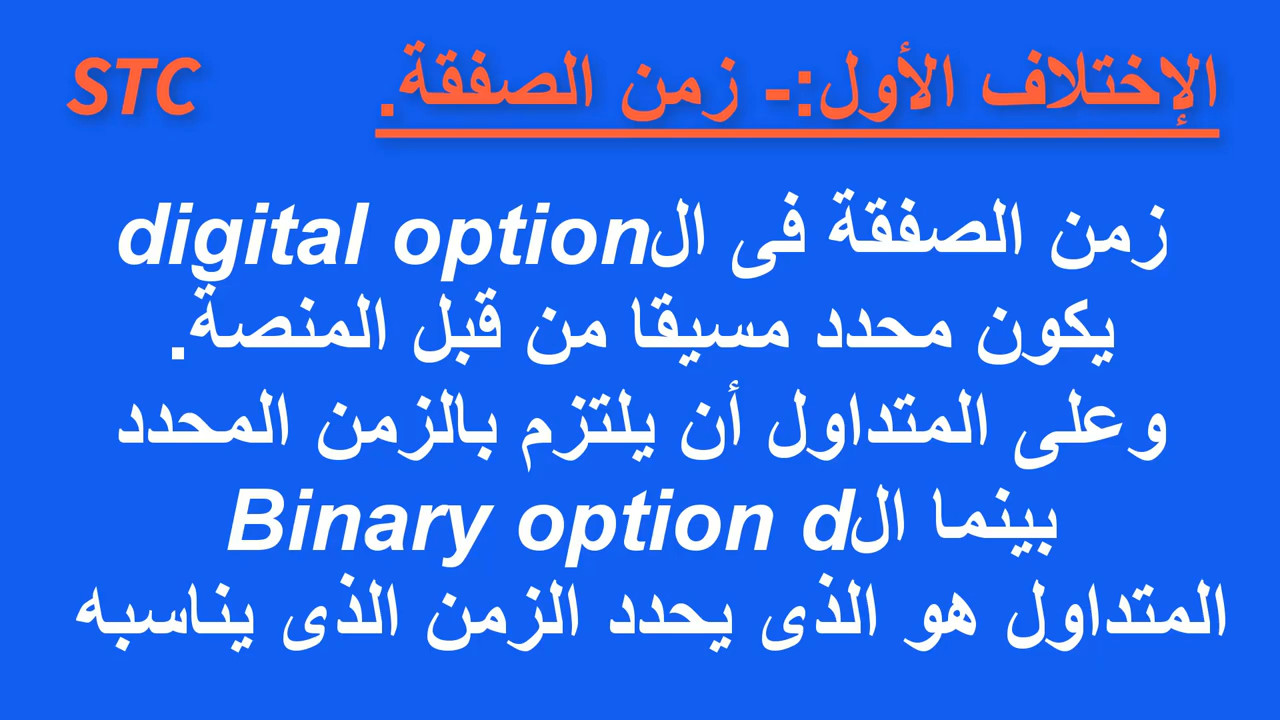 الإختلاف الأول:- زمن الصفقة.
STC
زمن الصفقة فى الdigital option
يكون محدد مسيقا من قبل المنصة.
وعلى المتداول أن يلتزم بالزمن المحدد
بينما الBinary option d
المتداول هو الذى يحدد الزمن الذى يناسبه